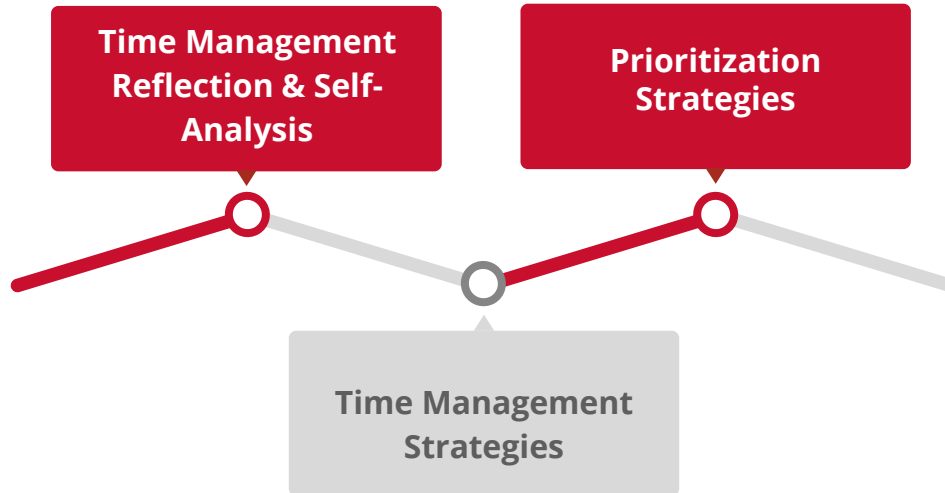 Time Management
Reflection & Self-
Analysis
Prioritization
Strategies
Time Management
Strategies